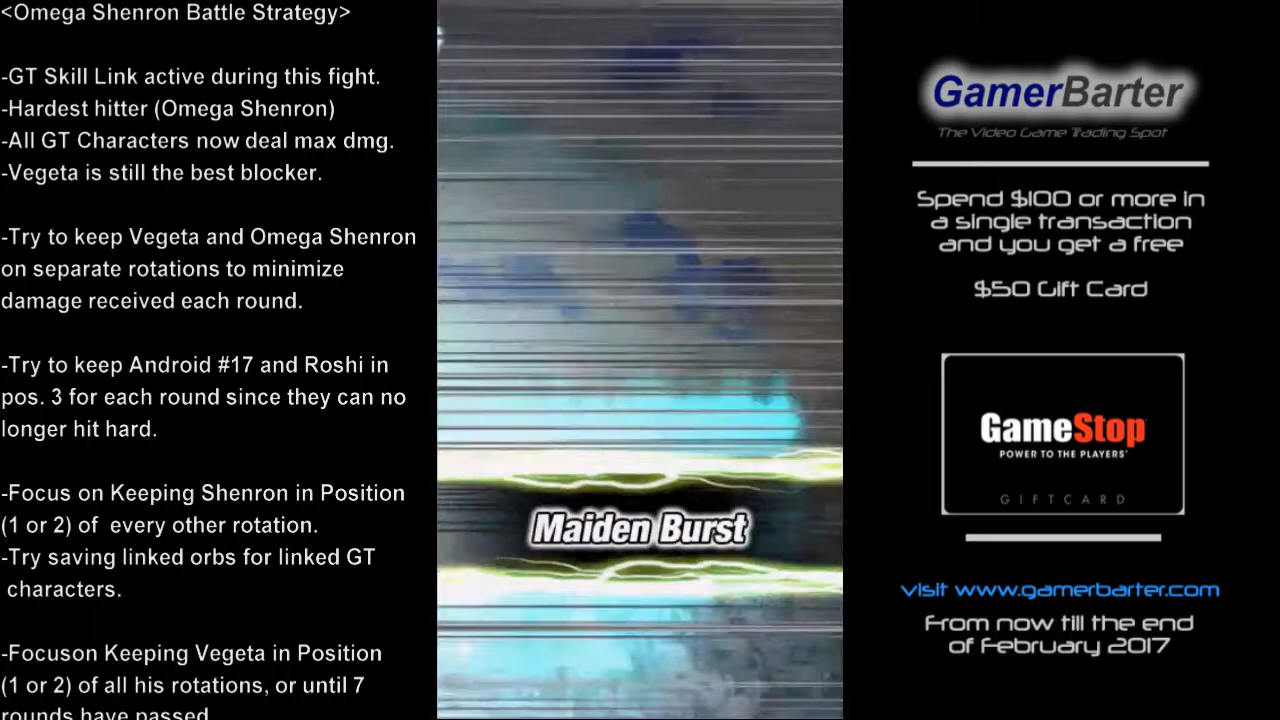 <Omega Shenron Battle Strategy>
-GT Skill Link active during this fight.
-Hardest hitter (Omega Shenron)
-All GT Characters now deal max dmg.
-Vegeta is still the best blocker.
-Try to keep Vegeta and Omega Shenron
on separate rotations to minimize
damage received each round.
-Try to keep Android #17 and Roshi in
pos. 3 for each round since they can no
longer hit hard.
-Focus on Keeping Shenron in Position
(1 or 2) of every other rotation.
-Try saving linked orbs for linked GT
characters.
-Focuson Keeping Vegeta in Position
(1 or 2) of all his rotations, or until 7
rounds have passed
Maiden Burst
GamerBarter
The Video Game Trading Spot
Spend $100 or more in
a single transaction
and you get a free
$50 Gift Card
GameStop
POWER TO THE PLAYERS'
GIFTCARD
visit www.gamerbarter.com
From now till the end
of February 2017